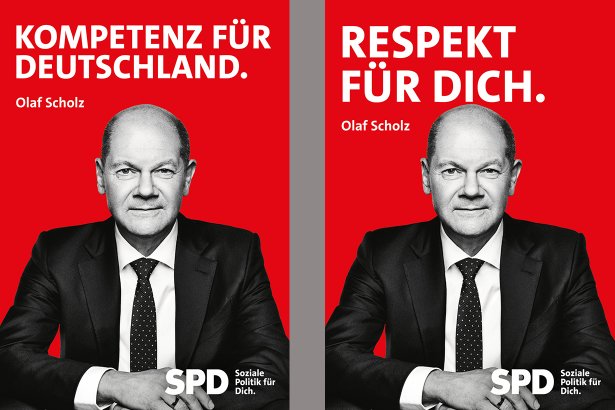 KOMPETENZ FÜR
DEUTSCHLAND.
Olaf Scholz
SPD
Soziale
Politik für
Dich.
RESPEKT
FÜR DICH.
Olaf Scholz
SPD
Soziale
Politik für
Dich.